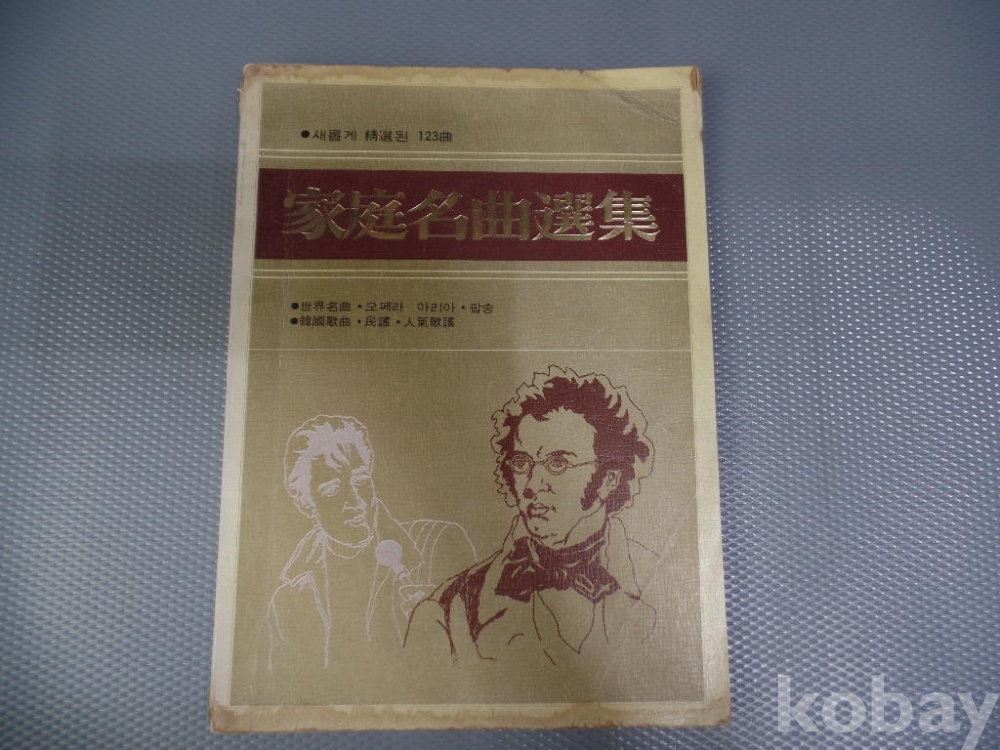 ●새롭게 精選된 123曲
家庭名曲選集
●世界名曲・오페라 아리아・팝송
●韓國歌曲・民謠・人氣歌謠
kobay